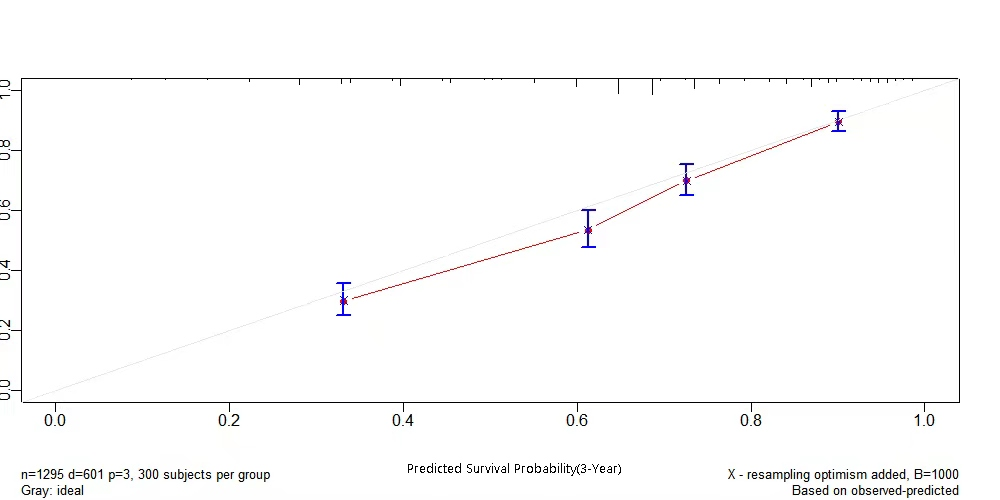 1.0
0.8
0.6
0.4
0.2
0.0
0.0 0.2 0.4 0.6 0.8 1.0
Predicted Survival Probability(3-Year)
n=1295 d=601 p=3, 300 subjects per group
Gray: ideal
X - resampling optimism added, B=1000
Based on observed-predicted